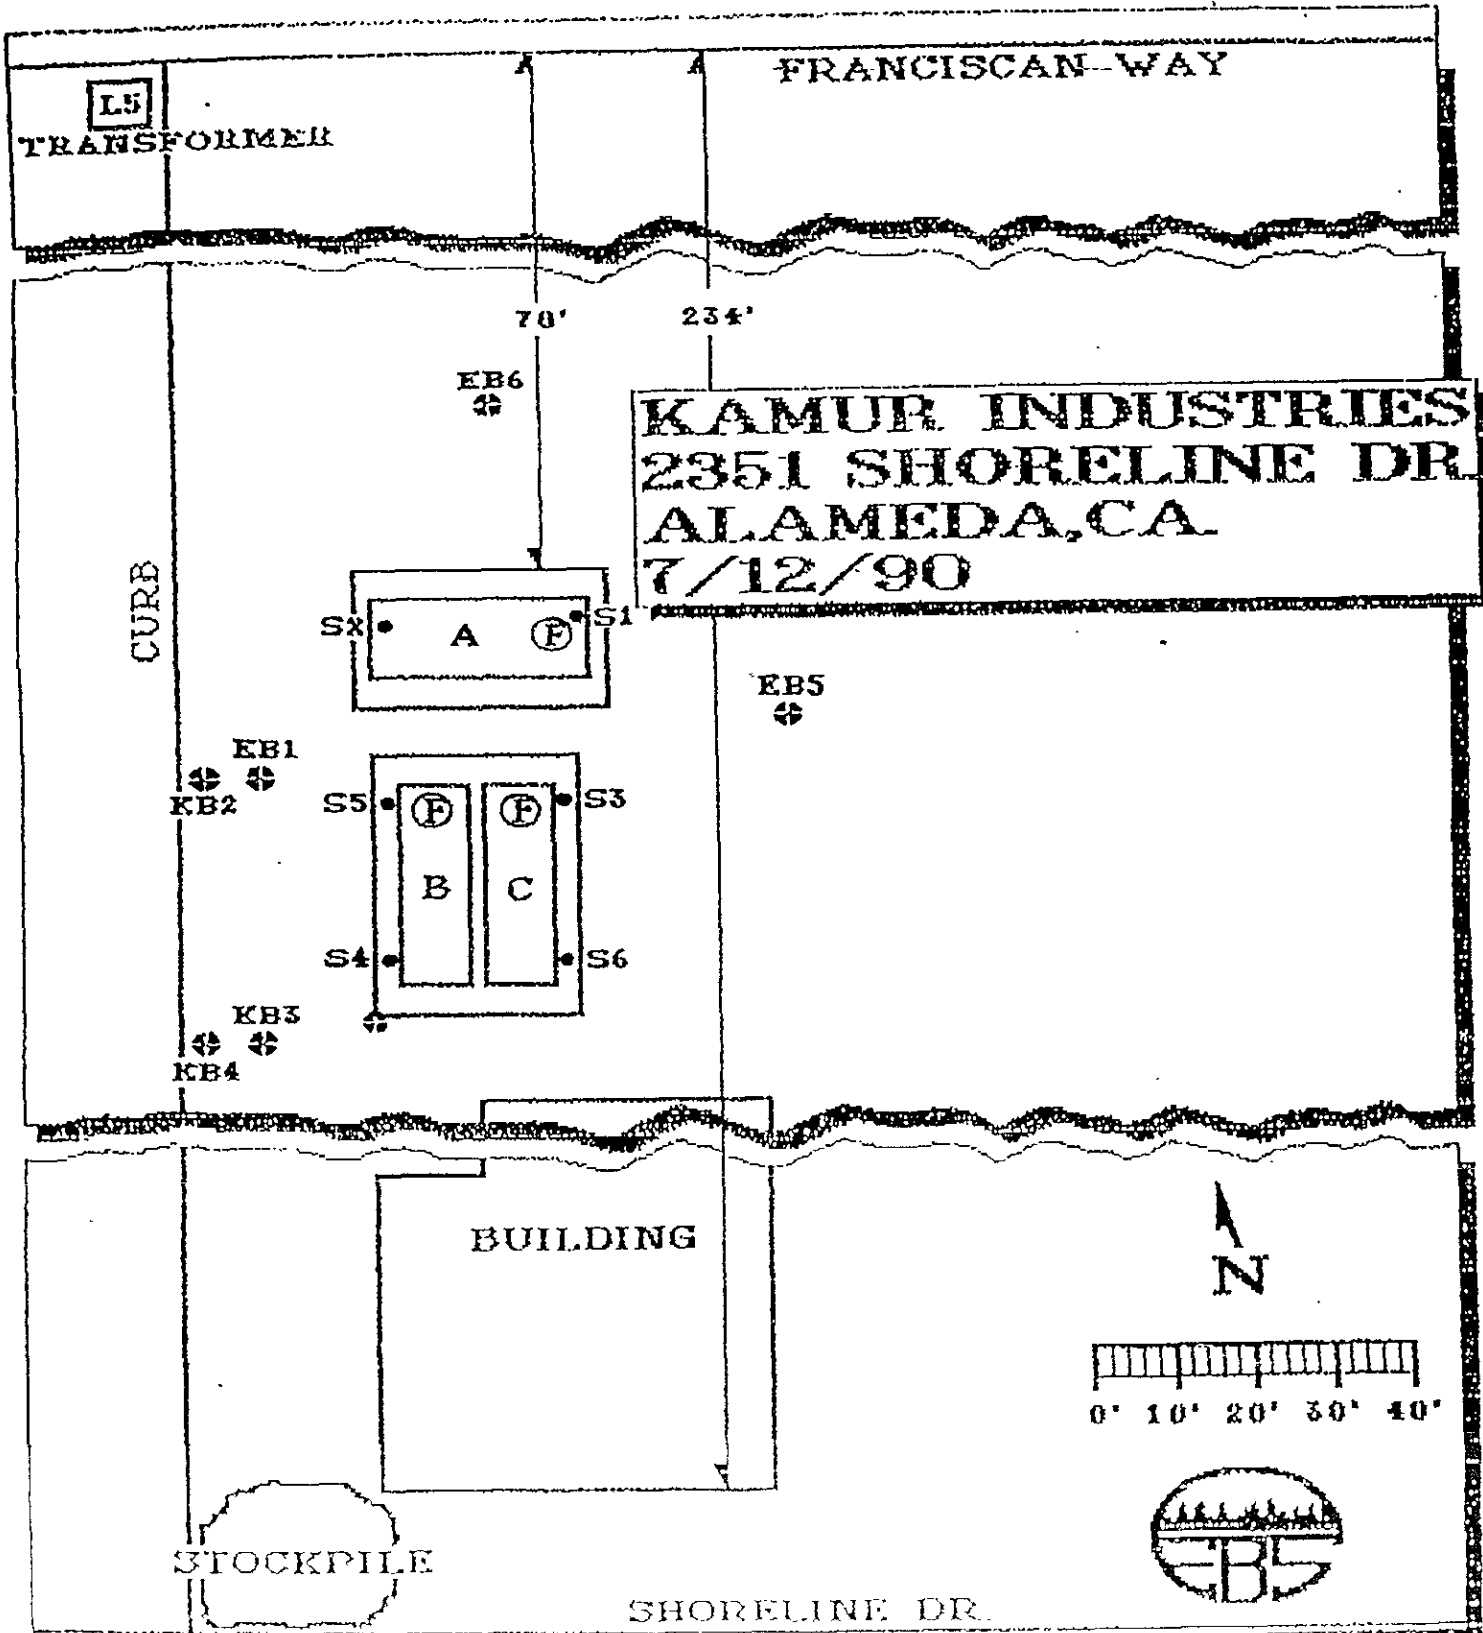 FRANCISCAN WAY
L5
TRANSFORMER
78'
234'
EB6
KAMUR INDUSTRIES
2351 SHORELINE DR.
ALAMEDA, CA.
7/12/90
CURB
SX
A
F
S1
EB5
EB1
KB2
S5
F
F
S3
B
C
S4
S6
KB3
KB4
BUILDING
N
0' 10' 20' 30' 40'
STOCKPILE
EBS
SHORELINE DR.